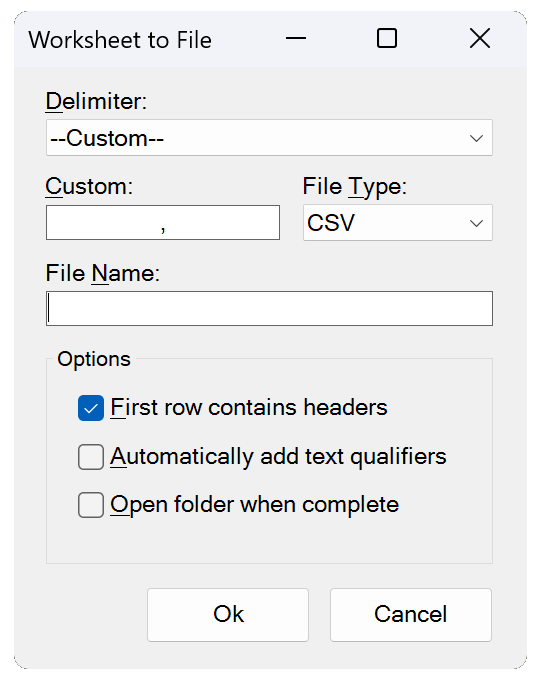 Worksheet to File
Delimiter:
--Custom--
Custom: File Type:
, CSV
File Name:
Options
First row contains headers
Automatically add text qualifiers
Open folder when complete
Ok Cancel